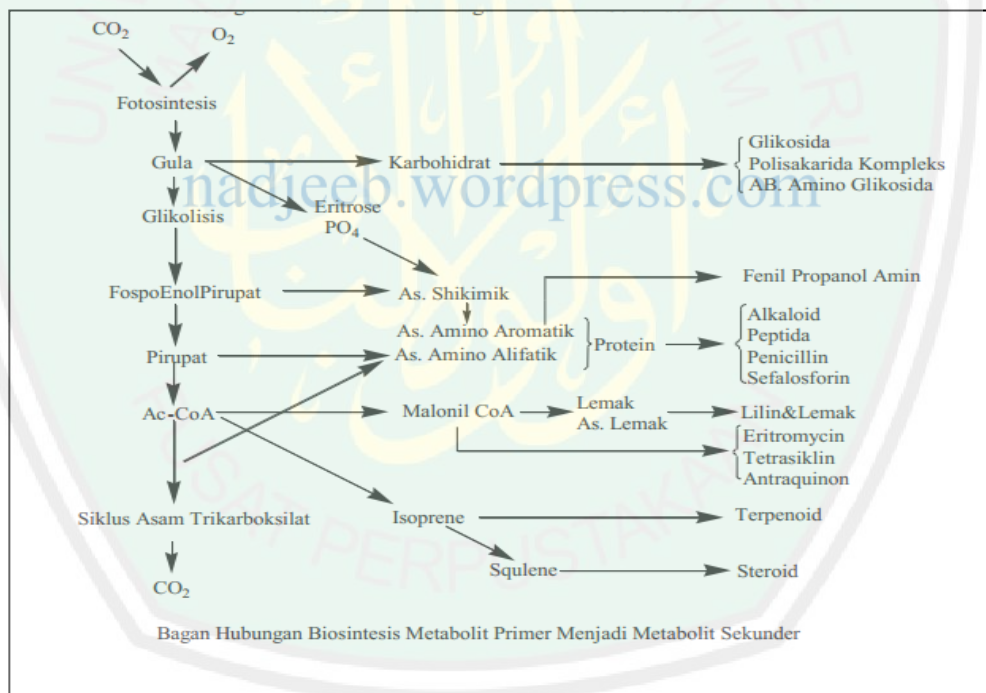 CO2
O2
Fotosintesis
Gula
Karbohidrat
Glikosida
Polisakarida Kompleks
AB. Amino Glikosida
nadjeeb.wordpress.com
Glikolisis
Eritrose
PO4
FospoEnolPirupat
As. Shikimik
Fenil Propanol Amin
As. Amino Aromatik
As. Amino Alifatik
Protein
Alkaloid
Peptida
Penicillin
Sefalosforin
Pirupat
Ac-CoA
Malonil CoA
Lemak
As. Lemak
Lilin&Lemak
Eritromycin
Tetrasiklin
Antraquinon
Siklus Asam Trikarboksilat
Isoprene
Terpenoid
CO2
Squlene
Steroid
PUSAT PERPUSTAKAAN
Bagan Hubungan Biosintesis Metabolit Primer Menjadi Metabolit Sekunder